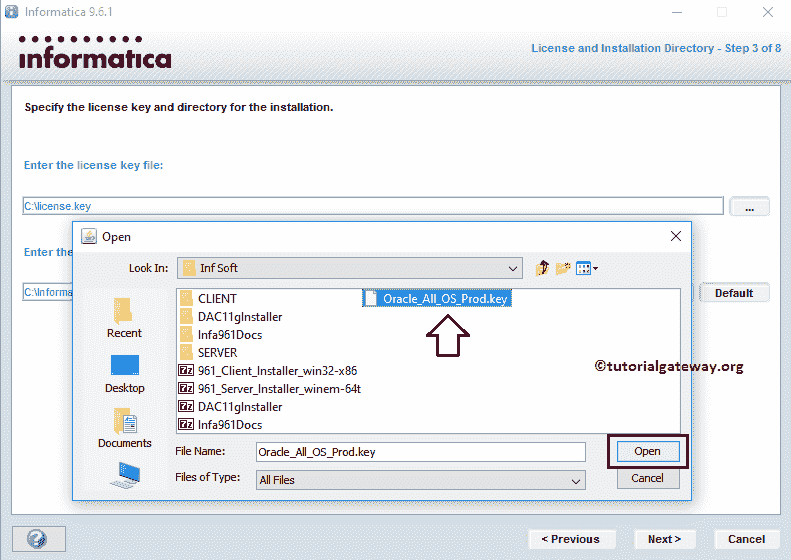 Informatica 9.6.1
informatica
License and Installation Directory - Step 3 of 8
Specify the license key and directory for the installation.
Enter the license key file:
C:\license.key
...
Enter the
C:\Informa
Default
Open
Look In:
Inf Soft
CLIENT
DAC11gInstaller
Infa961Docs
SERVER
961_Client_Installer_win32-x86
961_Server_Installer_winem-64t
DAC11gInstaller
Infa961Docs
Oracle_All_OS_Prod.key
Recent
Desktop
Documents
©tutorialgateway.org
File Name:
Oracle_All_OS_Prod.key
Open
Files of Type:
All Files
Cancel
< Previous
Next >
Cancel